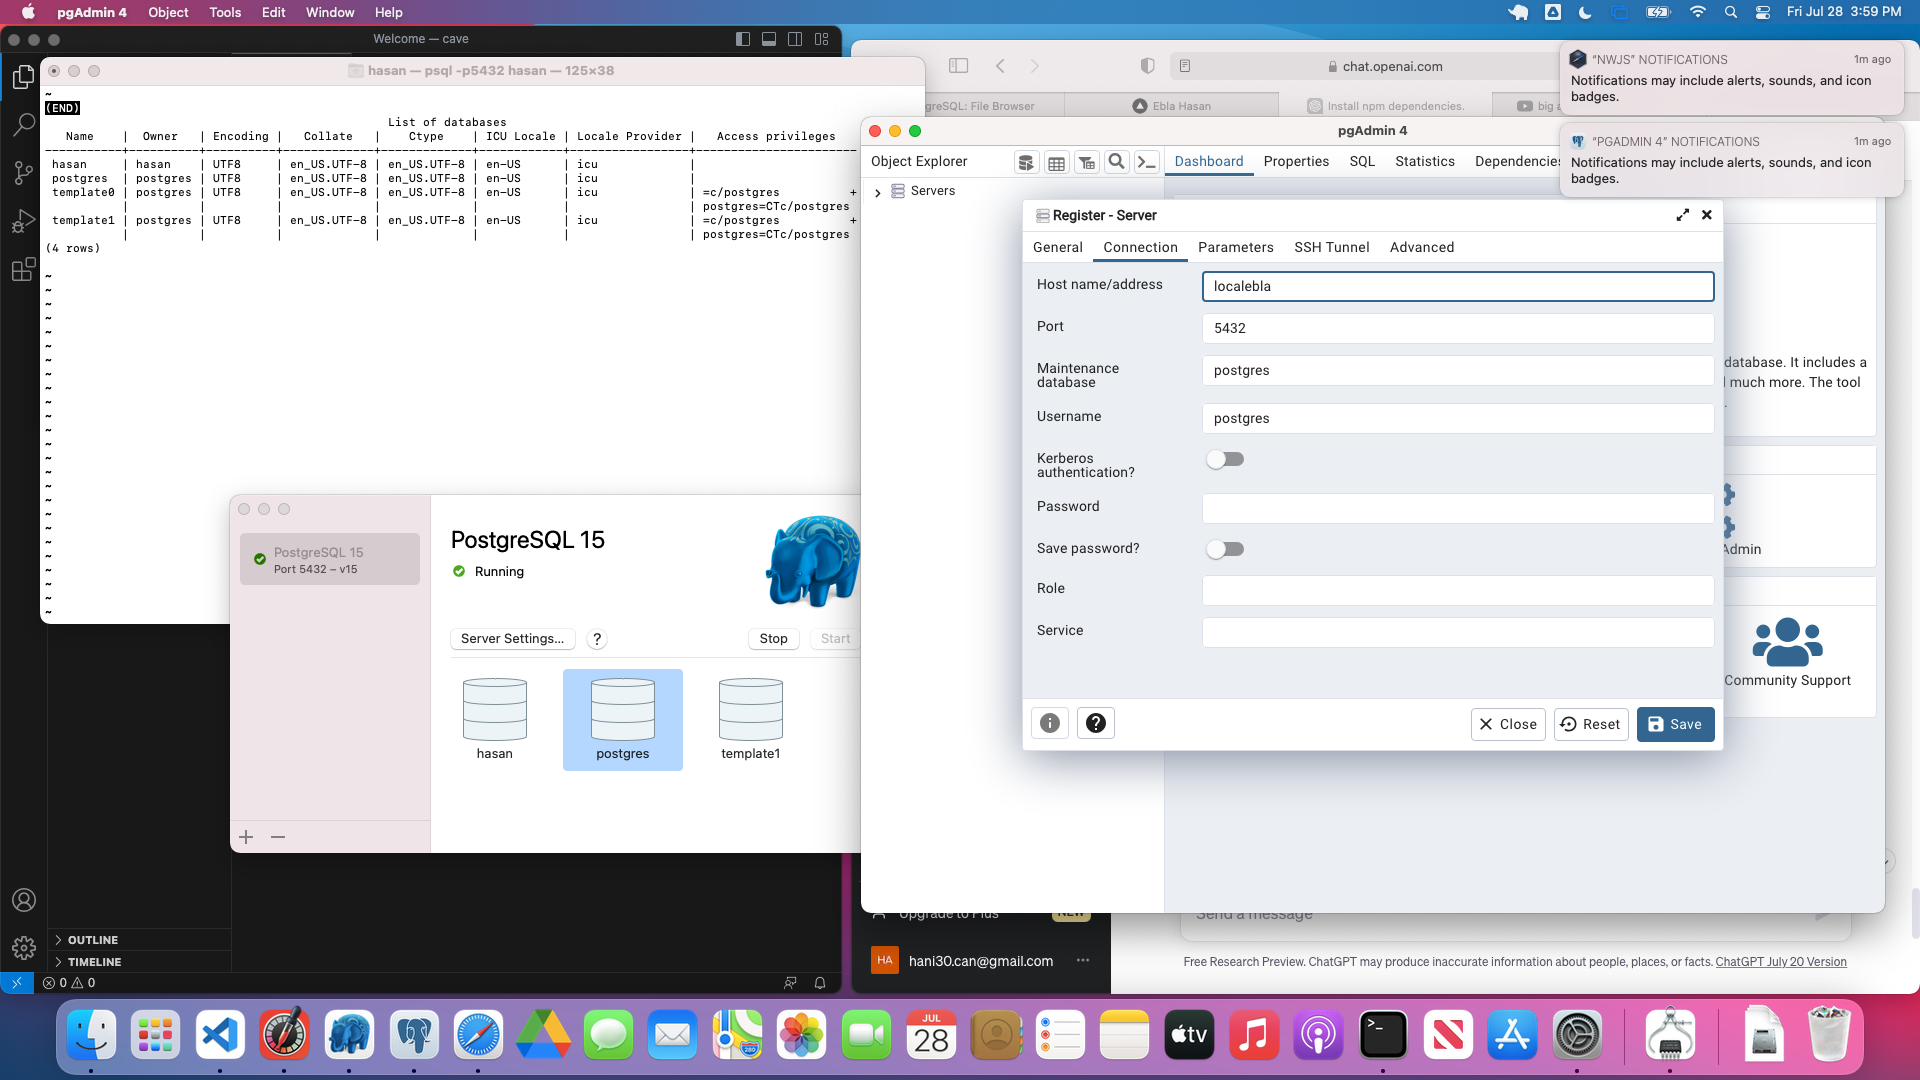 pgAdmin 4 Object Tools Edit Window Help
Fri Jul 28 3:59 PM
Welcome — cave
hasan — psql -p5432 hasan — 125×38
~
(END)
List of databases
Name | Owner | Encoding | Collate | Ctype | ICU Locale | Locale Provider | Access privileges
hasan | hasan | UTF8 | en_US.UTF-8 | en_US.UTF-8 | en-US | icu |
postgres | postgres | UTF8 | en_US.UTF-8 | en_US.UTF-8 | en-US | icu |
template0 | postgres | UTF8 | en_US.UTF-8 | en_US.UTF-8 | en-US | icu | =c/postgres +
| | | | | | | postgres=CTc/postgres
template1 | postgres | UTF8 | en_US.UTF-8 | en_US.UTF-8 | en-US | icu | =c/postgres +
| | | | | | | postgres=CTc/postgres
(4 rows)
PostgreSQL 15
Port 5432 – v15
PostgreSQL 15
Running
Server Settings...
?
Stop
Start
hasan
postgres
template1
OUTLINE
TIMELINE
0 0
chat.openai.com
greSQL: File Browser
Ebla Hasan
Install npm dependencies.
big a
"NWJS" NOTIFICATIONS 1m ago
Notifications may include alerts, sounds, and icon
badges.
"PGADMIN 4" NOTIFICATIONS 1m ago
Notifications may include alerts, sounds, and icon
badges.
pgAdmin 4
Object Explorer
Dashboard Properties SQL Statistics Dependencies
Servers
Register - Server
General Connection Parameters SSH Tunnel Advanced
Host name/address localebla
Port 5432
Maintenance
database
postgres
Username postgres
Kerberos
authentication?
Password
Save password?
Role
Service
Close
Reset
Save
database. It includes a
much more. The tool
Admin
Community Support
Upgrade to Plus NEW
HA hani30.can@gmail.com
Send a message
Free Research Preview. ChatGPT may produce inaccurate information about people, places, or facts. ChatGPT July 20 Version
280
JUL
28
tv
>_